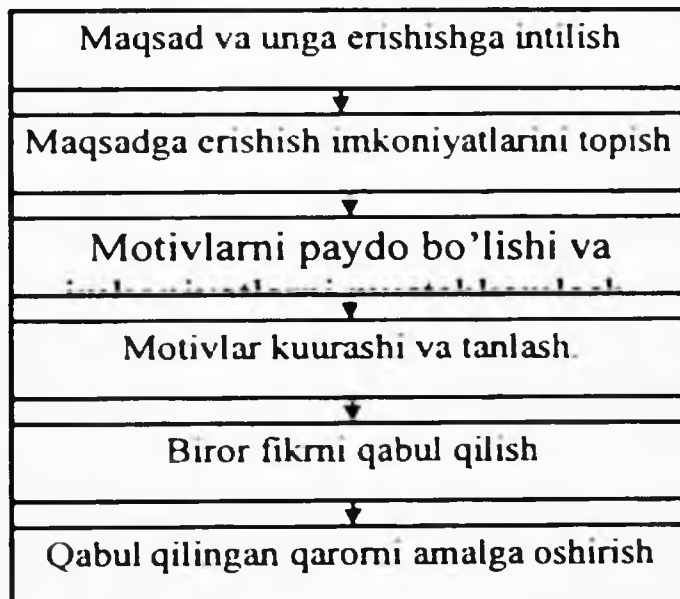 Maqsad va unga erishishga intilish
Maqsadga erishish imkoniyatlarini topish
Motivlarni paydo bo'lishi va
Motivlar kuurashi va tanlash.
Biror fikrni qabul qilish
Qabul qilingan qarorni amalga oshirish